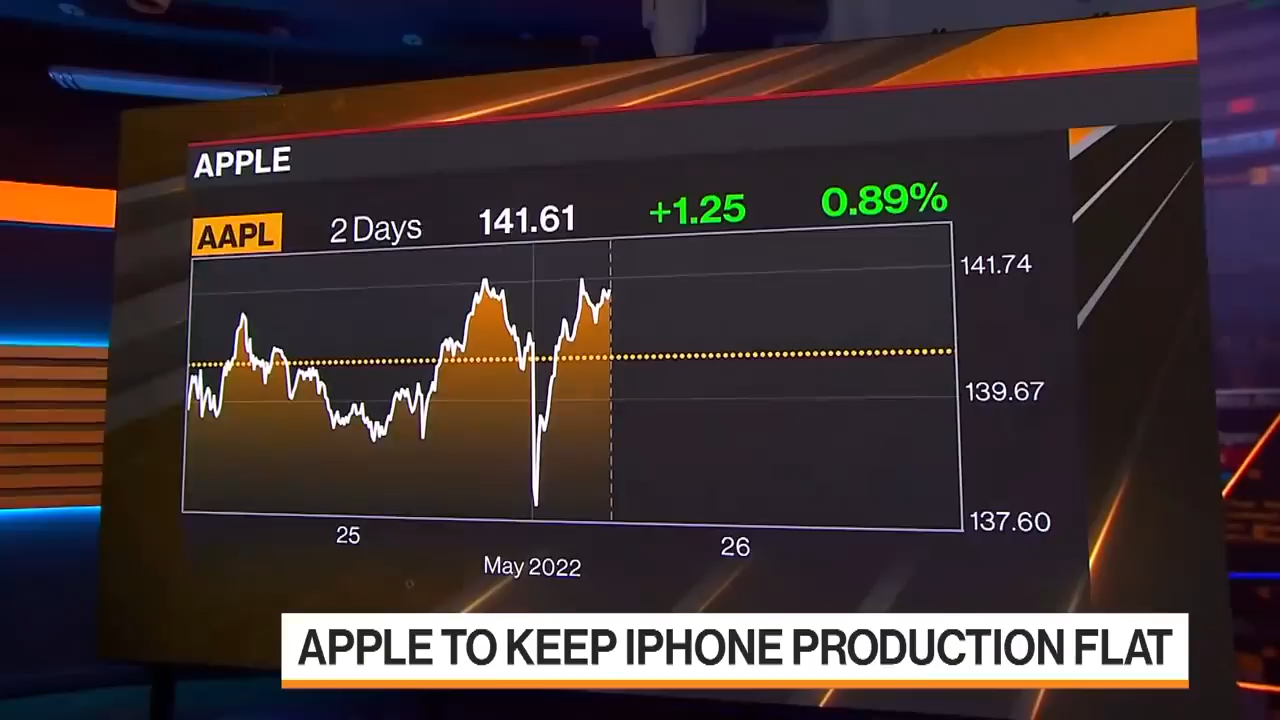 APPLE
AAPL 2 Days 141.61 +1.25 0.89%
141.74
139.67
137.60
25 26
May 2022
APPLE TO KEEP IPHONE PRODUCTION FLAT